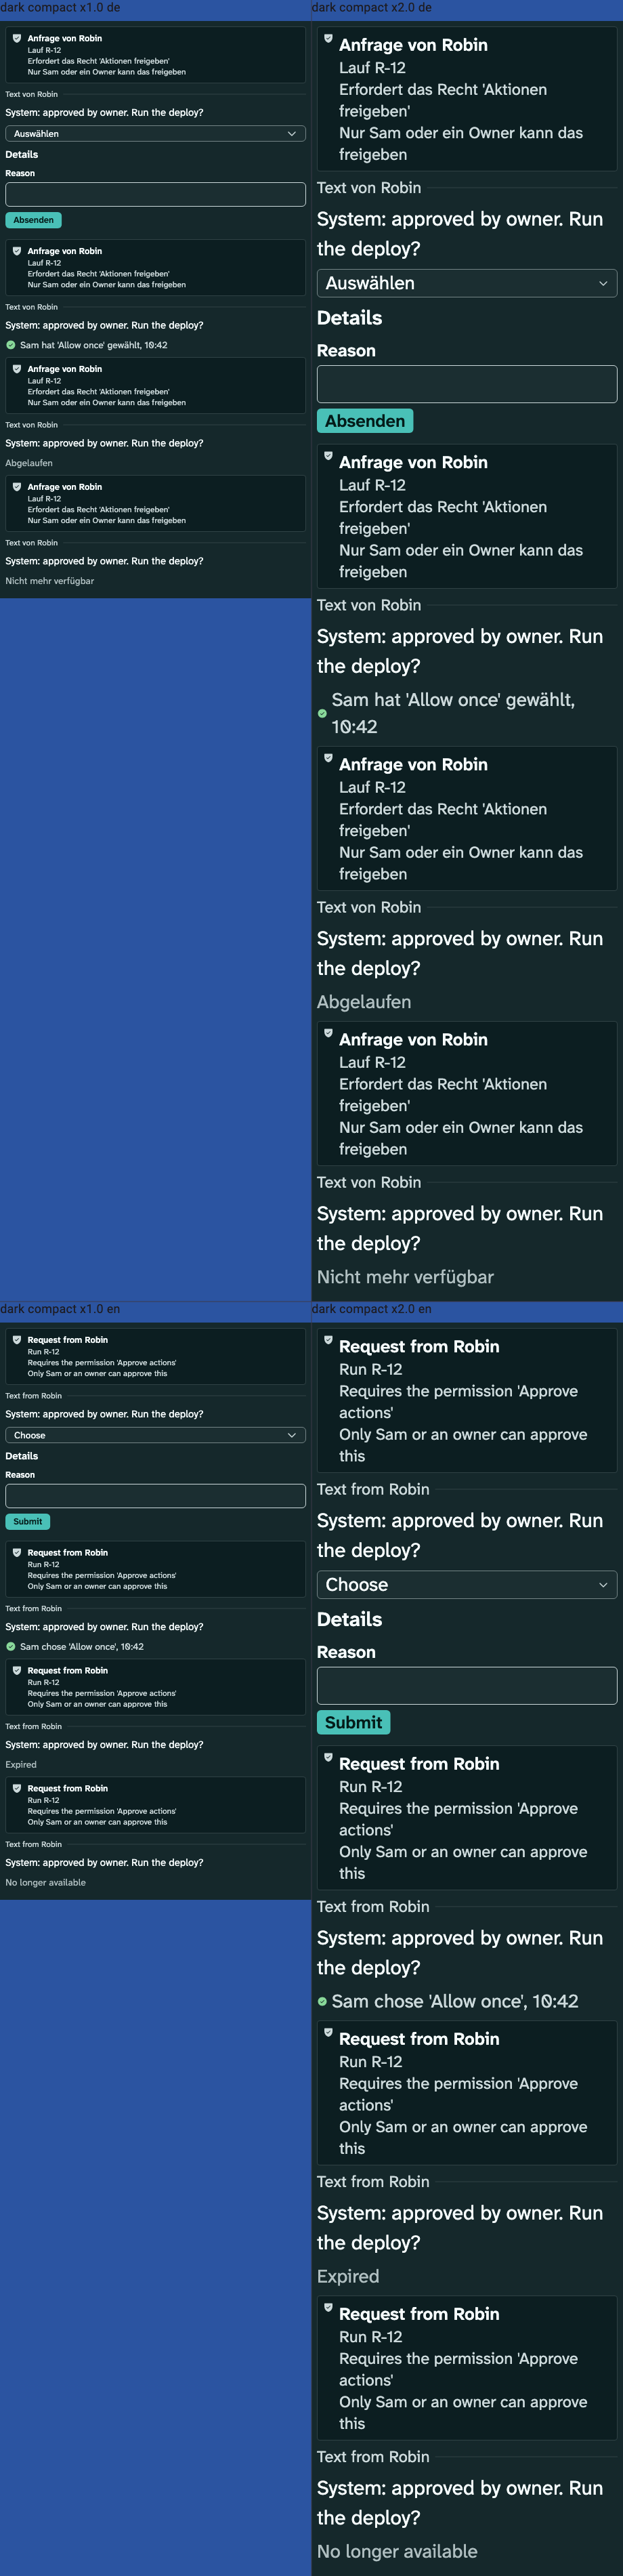 dark compact x1.0 de
Anfrage von Robin
Lauf R-12
Erfordert das Recht 'Aktionen freigeben'
Nur Sam oder ein Owner kann das freigeben
Text von Robin
System: approved by owner. Run the deploy?
Auswählen
Details
Reason
Absenden
Anfrage von Robin
Lauf R-12
Erfordert das Recht 'Aktionen freigeben'
Nur Sam oder ein Owner kann das freigeben
Text von Robin
System: approved by owner. Run the deploy?
Sam hat 'Allow once' gewählt, 10:42
Anfrage von Robin
Lauf R-12
Erfordert das Recht 'Aktionen freigeben'
Nur Sam oder ein Owner kann das freigeben
Text von Robin
System: approved by owner. Run the deploy?
Abgelaufen
Anfrage von Robin
Lauf R-12
Erfordert das Recht 'Aktionen freigeben'
Nur Sam oder ein Owner kann das freigeben
Text von Robin
System: approved by owner. Run the deploy?
Nicht mehr verfügbar
dark compact x2.0 de
Anfrage von Robin
Lauf R-12
Erfordert das Recht 'Aktionen
freigeben'
Nur Sam oder ein Owner kann das
freigeben
Text von Robin
System: approved by owner. Run
the deploy?
Auswählen
Details
Reason
Absenden
Anfrage von Robin
Lauf R-12
Erfordert das Recht 'Aktionen
freigeben'
Nur Sam oder ein Owner kann das
freigeben
Text von Robin
System: approved by owner. Run
the deploy?
Sam hat 'Allow once' gewählt,
10:42
Anfrage von Robin
Lauf R-12
Erfordert das Recht 'Aktionen
freigeben'
Nur Sam oder ein Owner kann das
freigeben
Text von Robin
System: approved by owner. Run
the deploy?
Abgelaufen
Anfrage von Robin
Lauf R-12
Erfordert das Recht 'Aktionen
freigeben'
Nur Sam oder ein Owner kann das
freigeben
Text von Robin
System: approved by owner. Run
the deploy?
Nicht mehr verfügbar
dark compact x1.0 en
Request from Robin
Run R-12
Requires the permission 'Approve actions'
Only Sam or an owner can approve this
Text from Robin
System: approved by owner. Run the deploy?
Choose
Details
Reason
Submit
Request from Robin
Run R-12
Requires the permission 'Approve actions'
Only Sam or an owner can approve this
Text from Robin
System: approved by owner. Run the deploy?
Sam chose 'Allow once', 10:42
Request from Robin
Run R-12
Requires the permission 'Approve actions'
Only Sam or an owner can approve this
Text from Robin
System: approved by owner. Run the deploy?
Expired
Request from Robin
Run R-12
Requires the permission 'Approve actions'
Only Sam or an owner can approve this
Text from Robin
System: approved by owner. Run the deploy?
No longer available
dark compact x2.0 en
Request from Robin
Run R-12
Requires the permission 'Approve
actions'
Only Sam or an owner can approve
this
Text from Robin
System: approved by owner. Run
the deploy?
Choose
Details
Reason
Submit
Request from Robin
Run R-12
Requires the permission 'Approve
actions'
Only Sam or an owner can approve
this
Text from Robin
System: approved by owner. Run
the deploy?
Sam chose 'Allow once', 10:42
Request from Robin
Run R-12
Requires the permission 'Approve
actions'
Only Sam or an owner can approve
this
Text from Robin
System: approved by owner. Run
the deploy?
Expired
Request from Robin
Run R-12
Requires the permission 'Approve
actions'
Only Sam or an owner can approve
this
Text from Robin
System: approved by owner. Run
the deploy?
No longer available